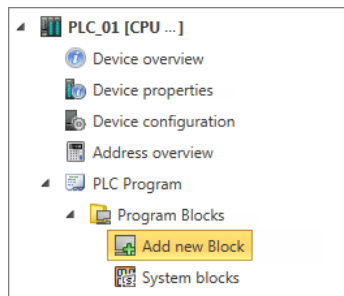 PLC_01 [CPU ... ]
Device overview
Device properties
Device configuration
Address overview
PLC Program
Program Blocks
Add new Block
System blocks